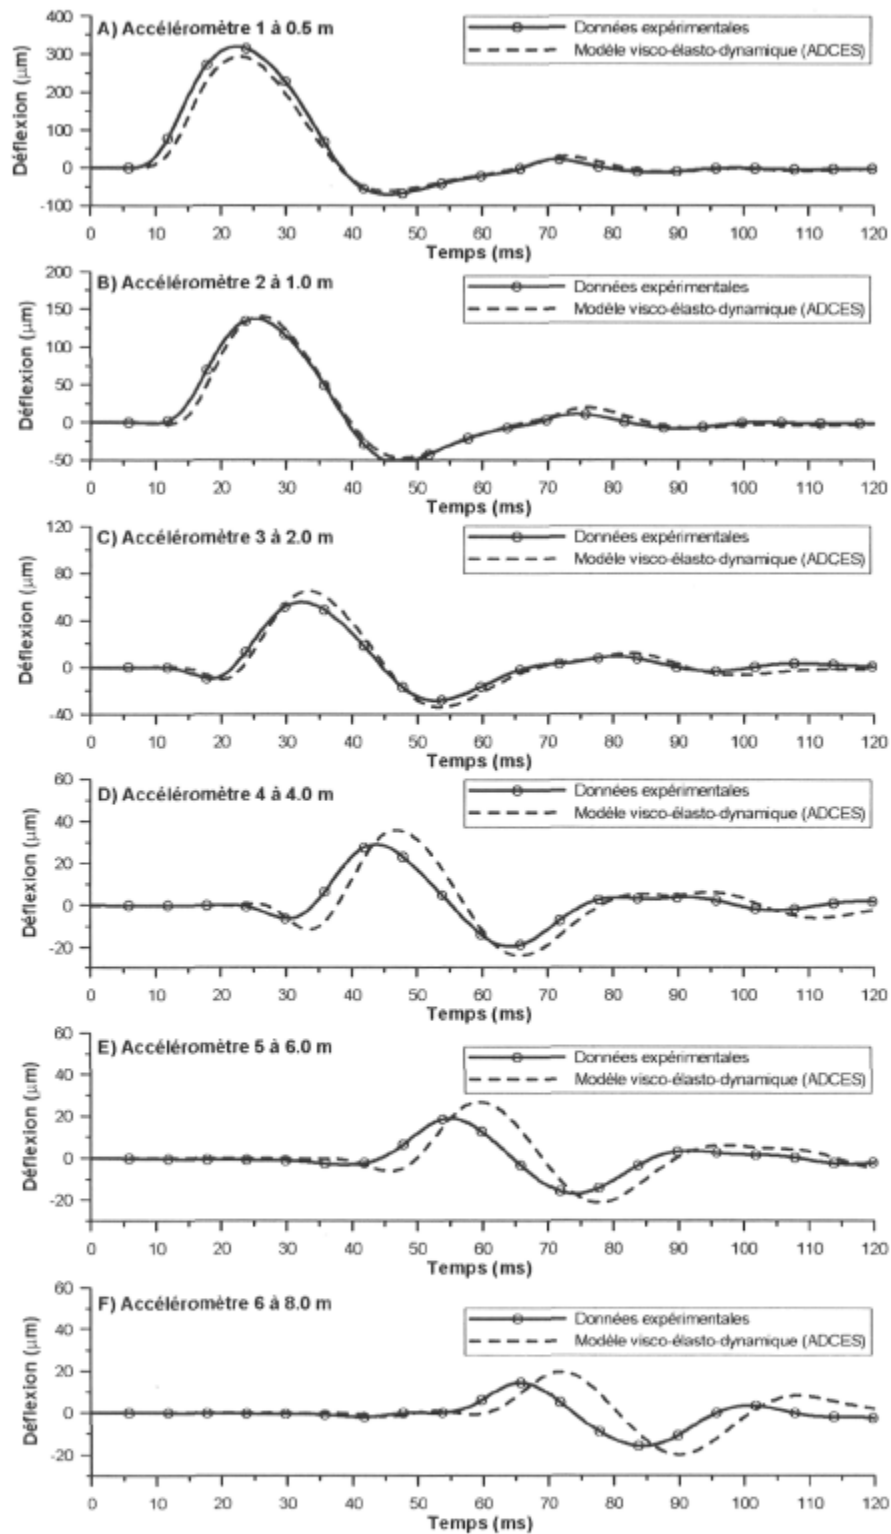 A) Accéléromètre 1 à 0.5 m
Données expérimentales
Modèle visco-élasto-dynamique (ADCES)
Déflexion (μm)
400
300
200
100
0
-100
0 10 20 30 40 50 60 70 80 90 100 110 120
Temps (ms)
B) Accéléromètre 2 à 1.0 m
Données expérimentales
Modèle visco-élasto-dynamique (ADCES)
Déflexion (μm)
200
150
100
50
0
-50
0 10 20 30 40 50 60 70 80 90 100 110 120
Temps (ms)
C) Accéléromètre 3 à 2.0 m
Données expérimentales
Modèle visco-élasto-dynamique (ADCES)
Déflexion (μm)
120
80
40
0
-40
0 10 20 30 40 50 60 70 80 90 100 110 120
Temps (ms)
D) Accéléromètre 4 à 4.0 m
Données expérimentales
Modèle visco-élasto-dynamique (ADCES)
Déflexion (μm)
60
40
20
0
-20
0 10 20 30 40 50 60 70 80 90 100 110 120
Temps (ms)
E) Accéléromètre 5 à 6.0 m
Données expérimentales
Modèle visco-élasto-dynamique (ADCES)
Déflexion (μm)
60
40
20
0
-20
0 10 20 30 40 50 60 70 80 90 100 110 120
Temps (ms)
F) Accéléromètre 6 à 8.0 m
Données expérimentales
Modèle visco-élasto-dynamique (ADCES)
Déflexion (μm)
60
40
20
0
-20
0 10 20 30 40 50 60 70 80 90 100 110 120
Temps (ms)